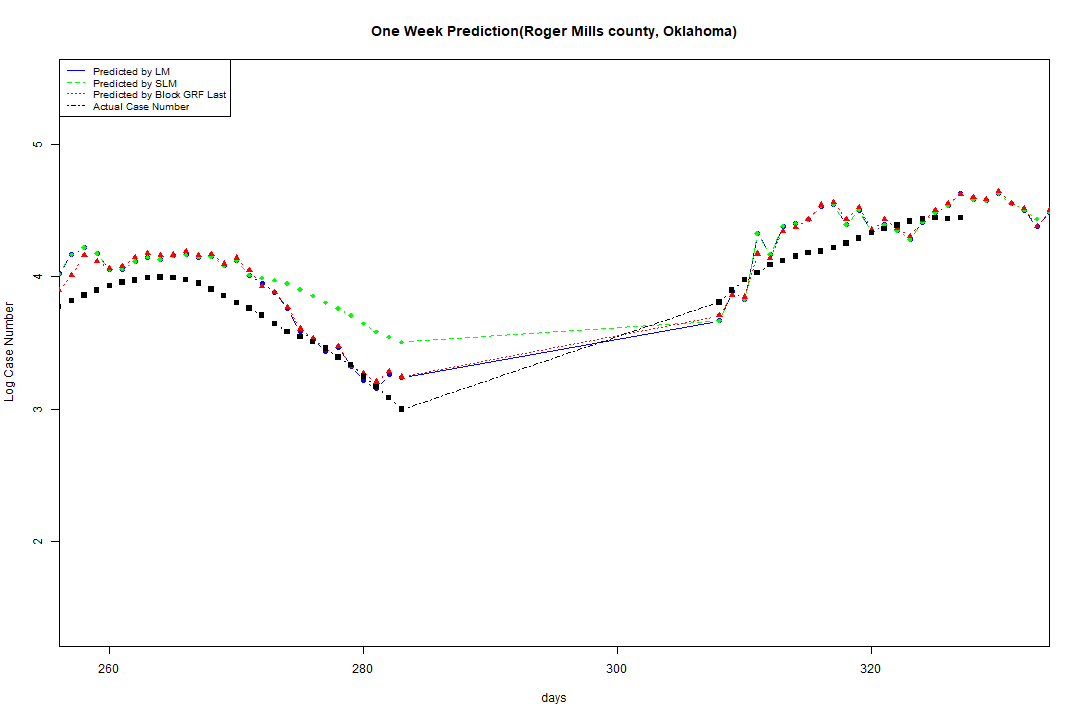 One Week Prediction(Roger Mills county, Oklahoma)
Predicted by LM
Predicted by SLM
Predicted by Block GRF Last
Actual Case Number
5
4
3
2
Log Case Number
260
280
300
320
days